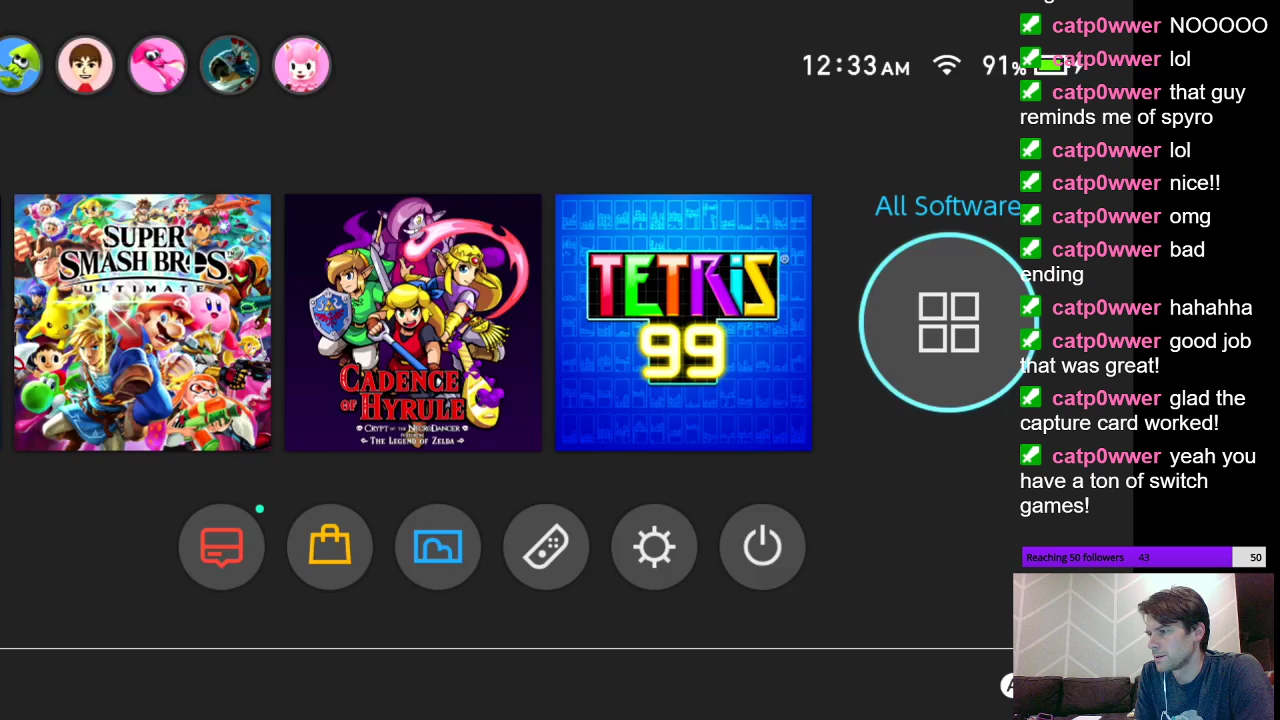 12:33 AM 91%
All Software
SUPER
SMASH BROS.
ULTIMATE
CADENCE
OF HYRULE
CRYPT OF THE NECRODANCER
FEATURING
THE LEGEND OF ZELDA
TETRIS®
99
catp0wwer NOOOOO
catp0wwer lol
catp0wwer that guy
reminds me of spyro
catp0wwer lol
catp0wwer nice!!
catp0wwer omg
catp0wwer bad
ending
catp0wwer hahahha
catp0wwer good job
that was great!
catp0wwer glad the
capture card worked!
catp0wwer yeah you
have a ton of switch
games!
Reaching 50 followers 43 50